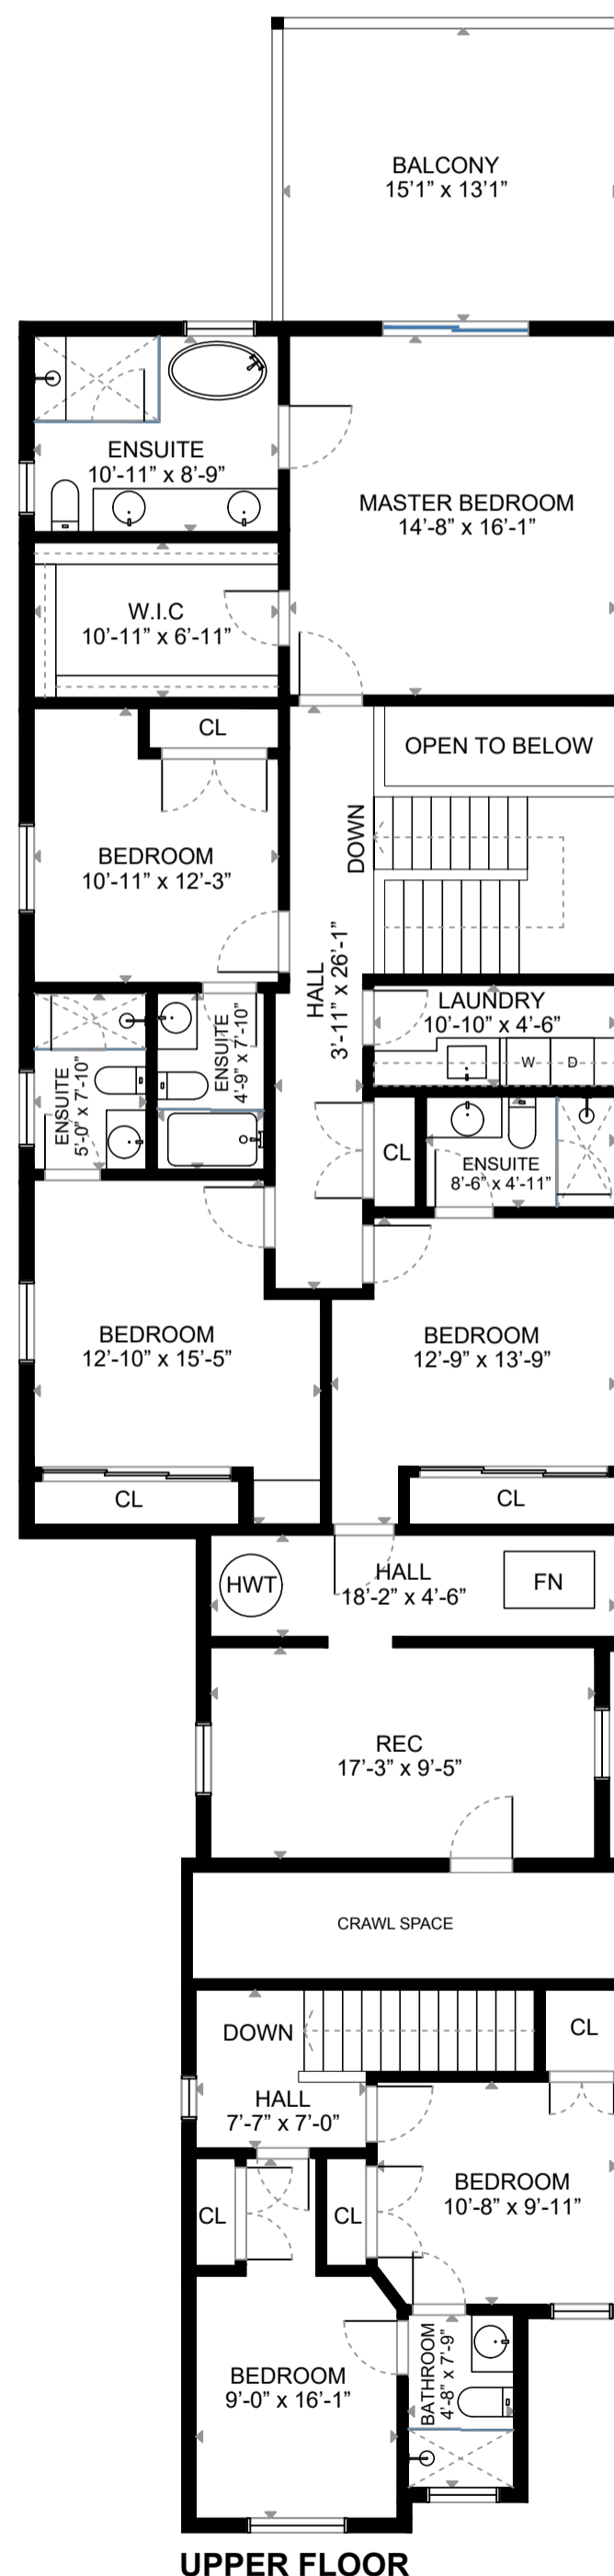 BALCONY
15'1" x 13'1"
ENSUITE
10'-11" x 8'-9"
MASTER BEDROOM
14'-8" x 16'-1"
W.I.C
10'-11" x 6'-11"
CL
OPEN TO BELOW
DOWN
BEDROOM
10'-11" x 12'-3"
HALL
3'-11" x 26'-1"
LAUNDRY
10'-10" x 4'-6"
W
D
ENSUITE
5'-0" x 7'-10"
ENSUITE
4'-9" x 7'-10"
CL
ENSUITE
8'-6" x 4'-11"
BEDROOM
12'-10" x 15'-5"
BEDROOM
12'-9" x 13'-9"
CL
CL
HWT
HALL
18'-2" x 4'-6"
FN
REC
17'-3" x 9'-5"
CRAWL SPACE
DOWN
CL
HALL
7'-7" x 7'-0"
BEDROOM
10'-8" x 9'-11"
CL
CL
BEDROOM
9'-0" x 16'-1"
BATHROOM
4'-8" x 7'-9"
UPPER FLOOR